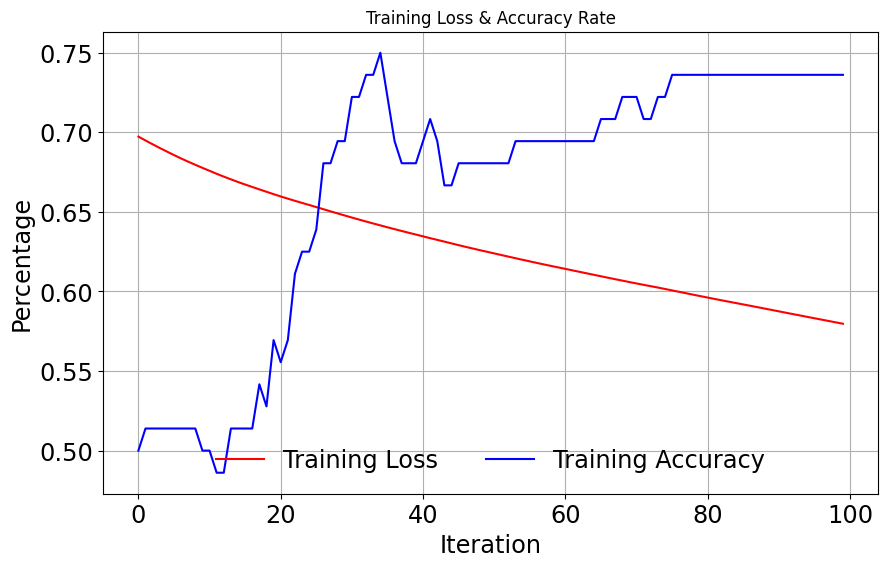 Training Loss & Accuracy Rate
Percentage
0.75
0.70
0.65
0.60
0.55
0.50
Training Loss Training Accuracy
0 20 40 60 80 100
Iteration